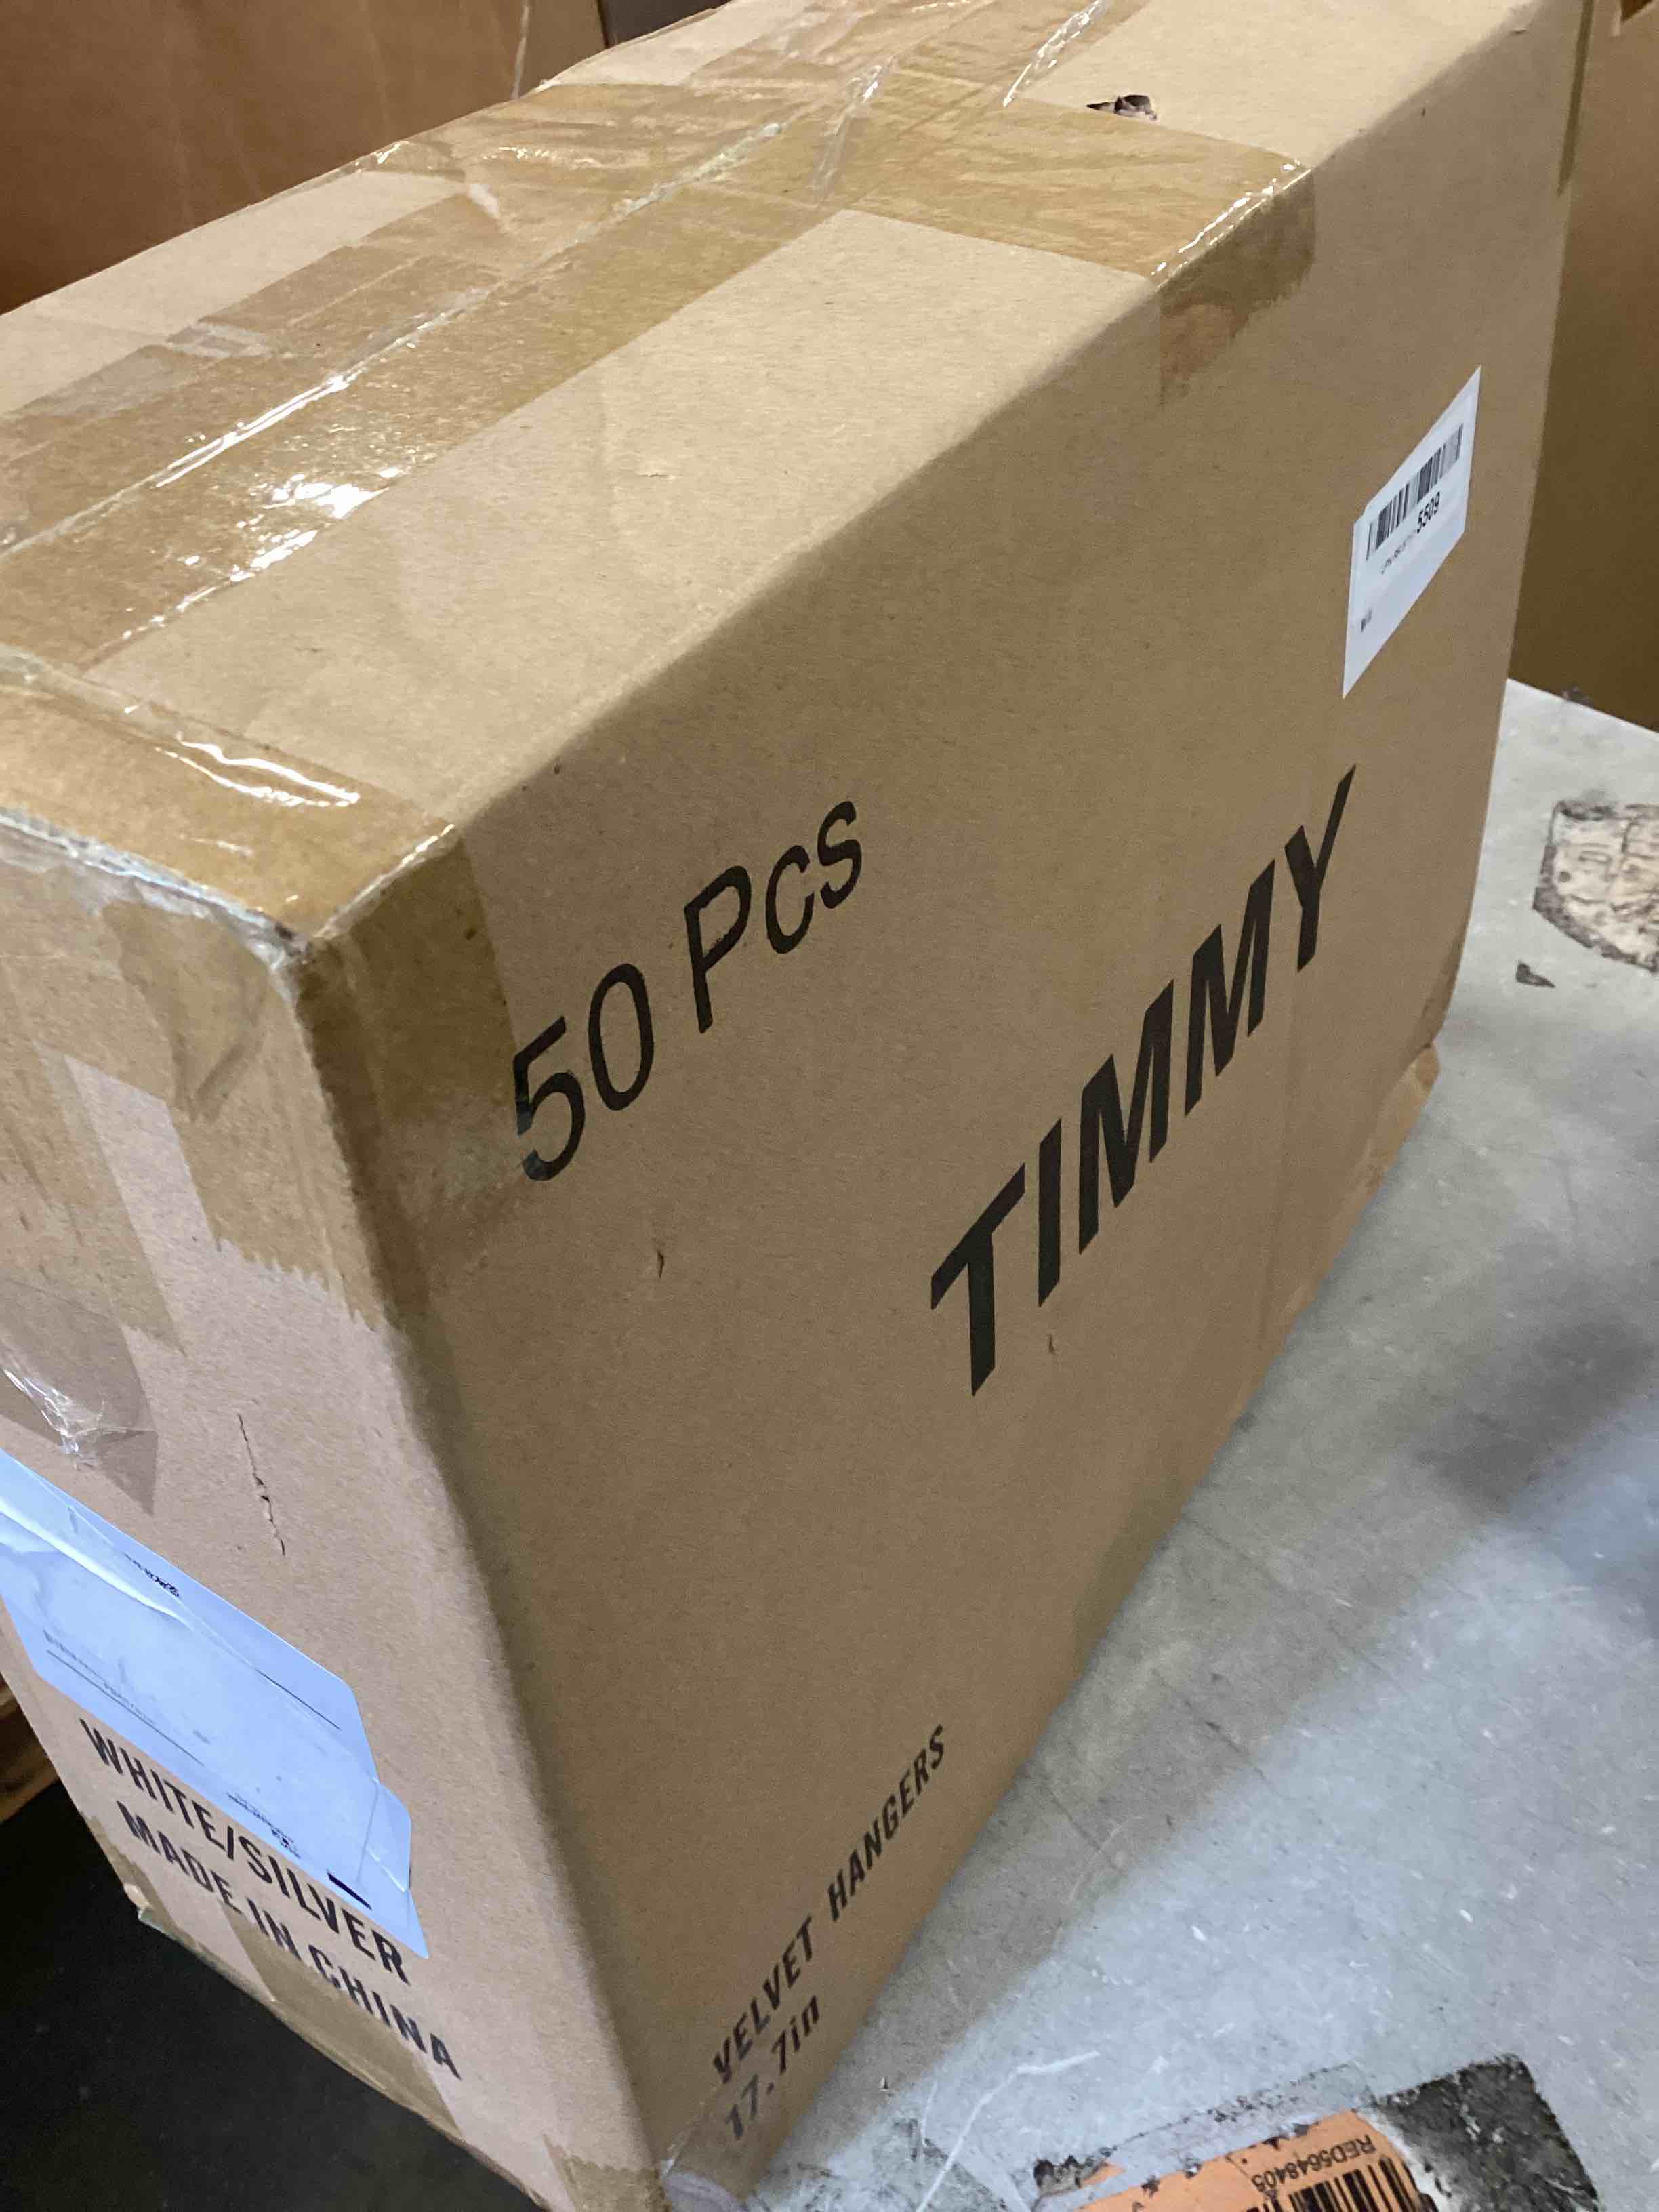 5509
50 Pcs
TIMMY
VELVET HANGERS
17.7in
WHITE/SILVER
MADE IN CHINA
RED5648405